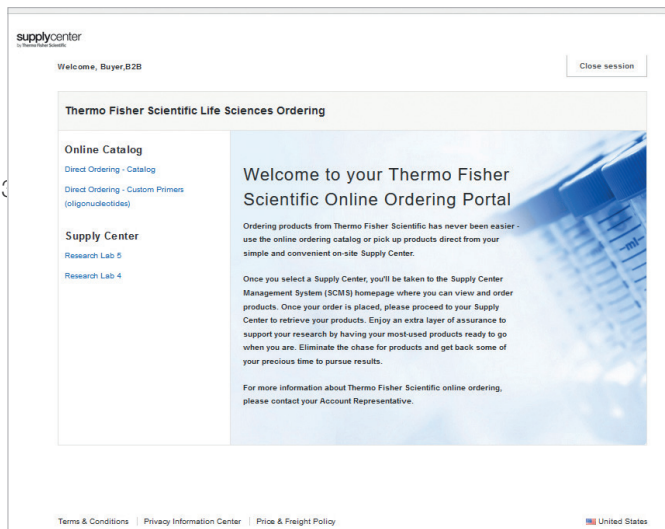 supplycenter
by Thermo Fisher Scientific
Welcome, Buyer,B2B
Close session
Thermo Fisher Scientific Life Sciences Ordering
Online Catalog
Direct Ordering - Catalog
Direct Ordering - Custom Primers
(oligonucleotides)
Supply Center
Research Lab 5
Research Lab 4
Welcome to your Thermo Fisher
Scientific Online Ordering Portal
Ordering products from Thermo Fisher Scientific has never been easier -
use the online ordering catalog or pick up products direct from your
simple and convenient on-site Supply Center.
Once you select a Supply Center, you'll be taken to the Supply Center
Management System (SCMS) homepage where you can view and order
products. Once your order is placed, please proceed to your Supply
Center to retrieve your products. Enjoy an extra layer of assurance to
support your research by having your most-used products ready to go
when you are. Eliminate the chase for products and get back some of
your precious time to pursue results.
For more information about Thermo Fisher Scientific online ordering,
please contact your Account Representative.
-ml-
Terms & Conditions | Privacy Information Center | Price & Freight Policy
United States